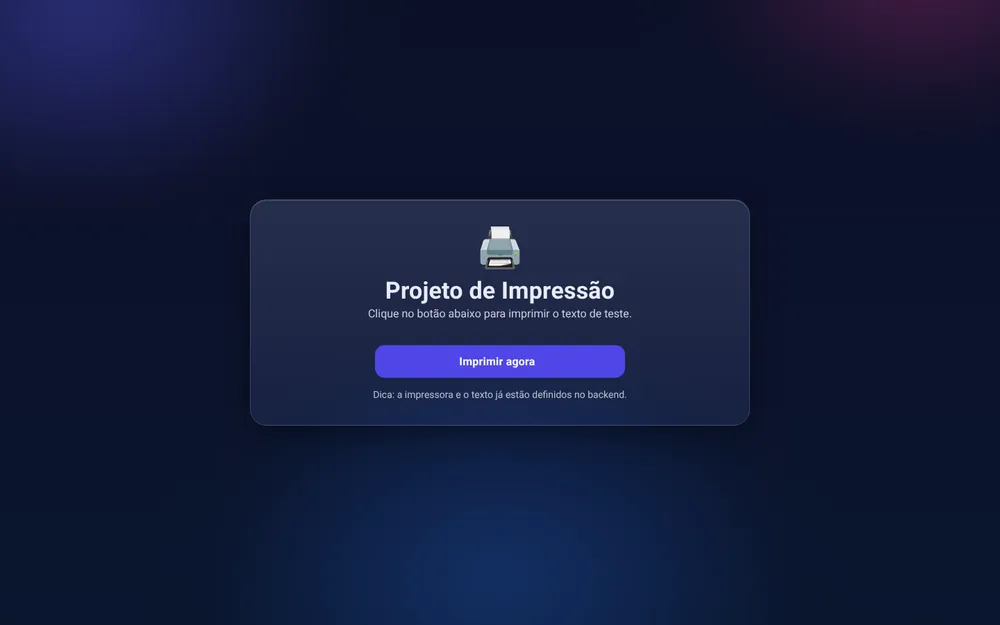 Projeto de Impressão
Clique no botão abaixo para imprimir o texto de teste.
Imprimir agora
Dica: a impressora e o texto já estão definidos no backend.